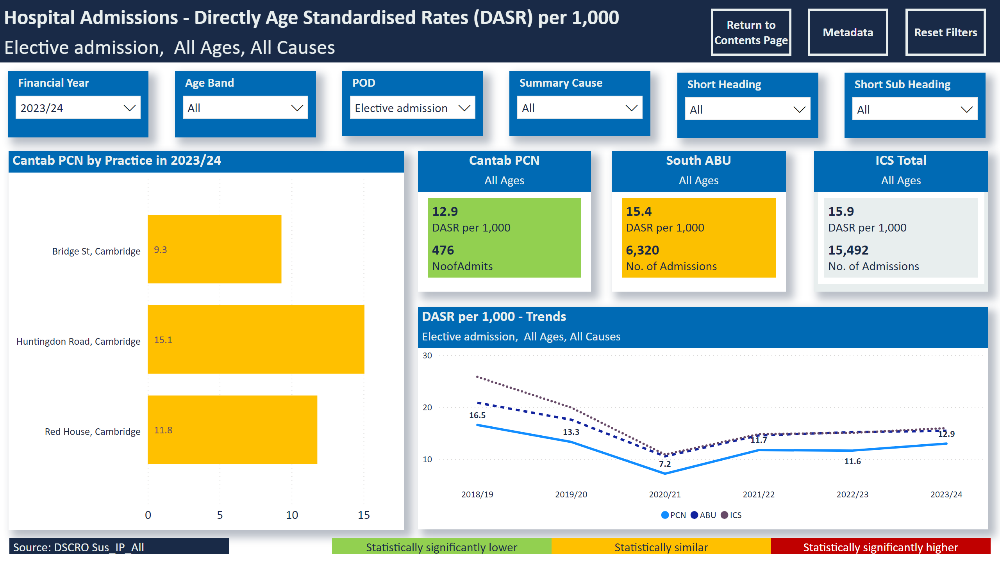 Hospital Admissions - Directly Age Standardised Rates (DASR) per 1,000
Elective admission,  All Ages, All Causes
Return to
Contents Page
Metadata
Reset Filters
Financial Year
2023/24
Age Band
All
POD
Elective admission
Summary Cause
All
Short Heading
All
Short Sub Heading
All
Cantab PCN by Practice in 2023/24
Bridge St, Cambridge
9.3
Huntingdon Road, Cambridge
15.1
Red House, Cambridge
11.8
0
5
10
15
Cantab PCN
All Ages
12.9
DASR per 1,000
476
NoofAdmits
South ABU
All Ages
15.4
DASR per 1,000
6,320
No. of Admissions
ICS Total
All Ages
15.9
DASR per 1,000
15,492
No. of Admissions
DASR per 1,000 - Trends
Elective admission,  All Ages, All Causes
30
20
10
16.5
13.3
7.2
11.7
11.6
12.9
2018/19
2019/20
2020/21
2021/22
2022/23
2023/24
PCN
ABU
ICS
Source: DSCRO Sus_IP_All
Statistically significantly lower
Statistically similar
Statistically significantly higher